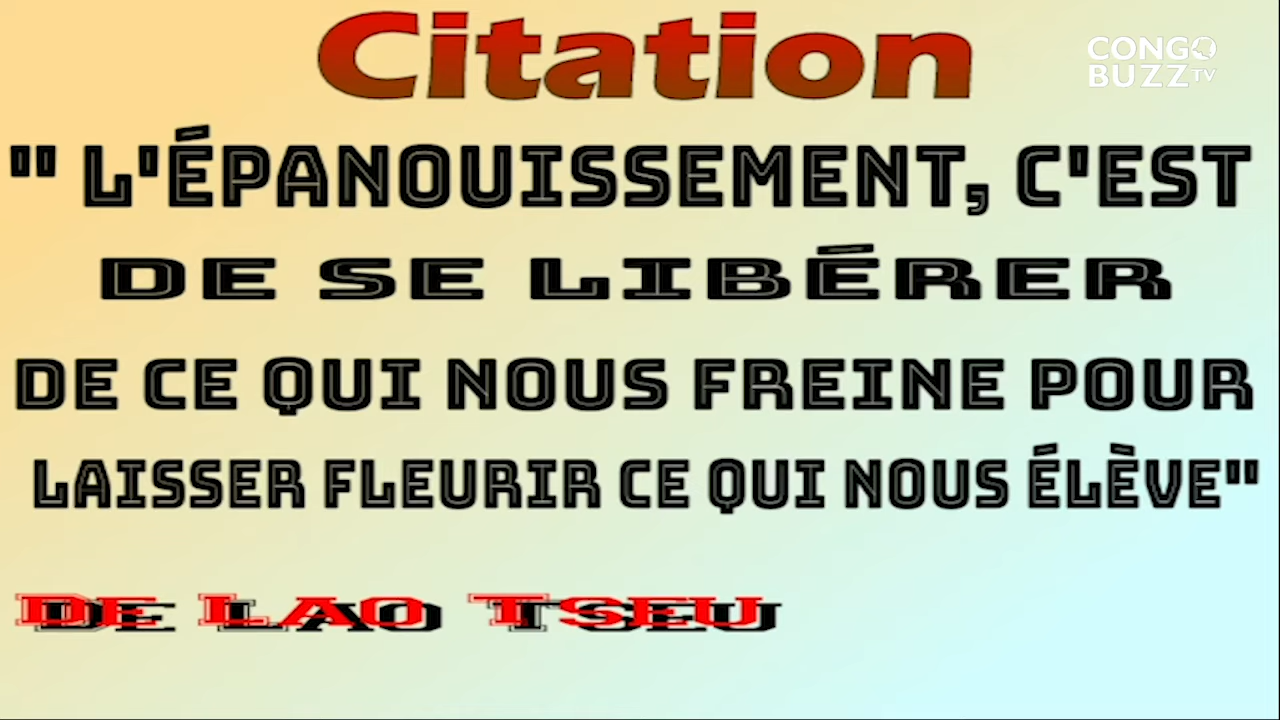 Citation
CONGO
BUZZ TV
" L'ÉPANOUISSEMENT, C'EST
DE SE LIBÉRER
DE CE QUI NOUS FREINE POUR
LAISSER FLEURIR CE QUI NOUS ÉLÈVE"
DE LAO TSEU